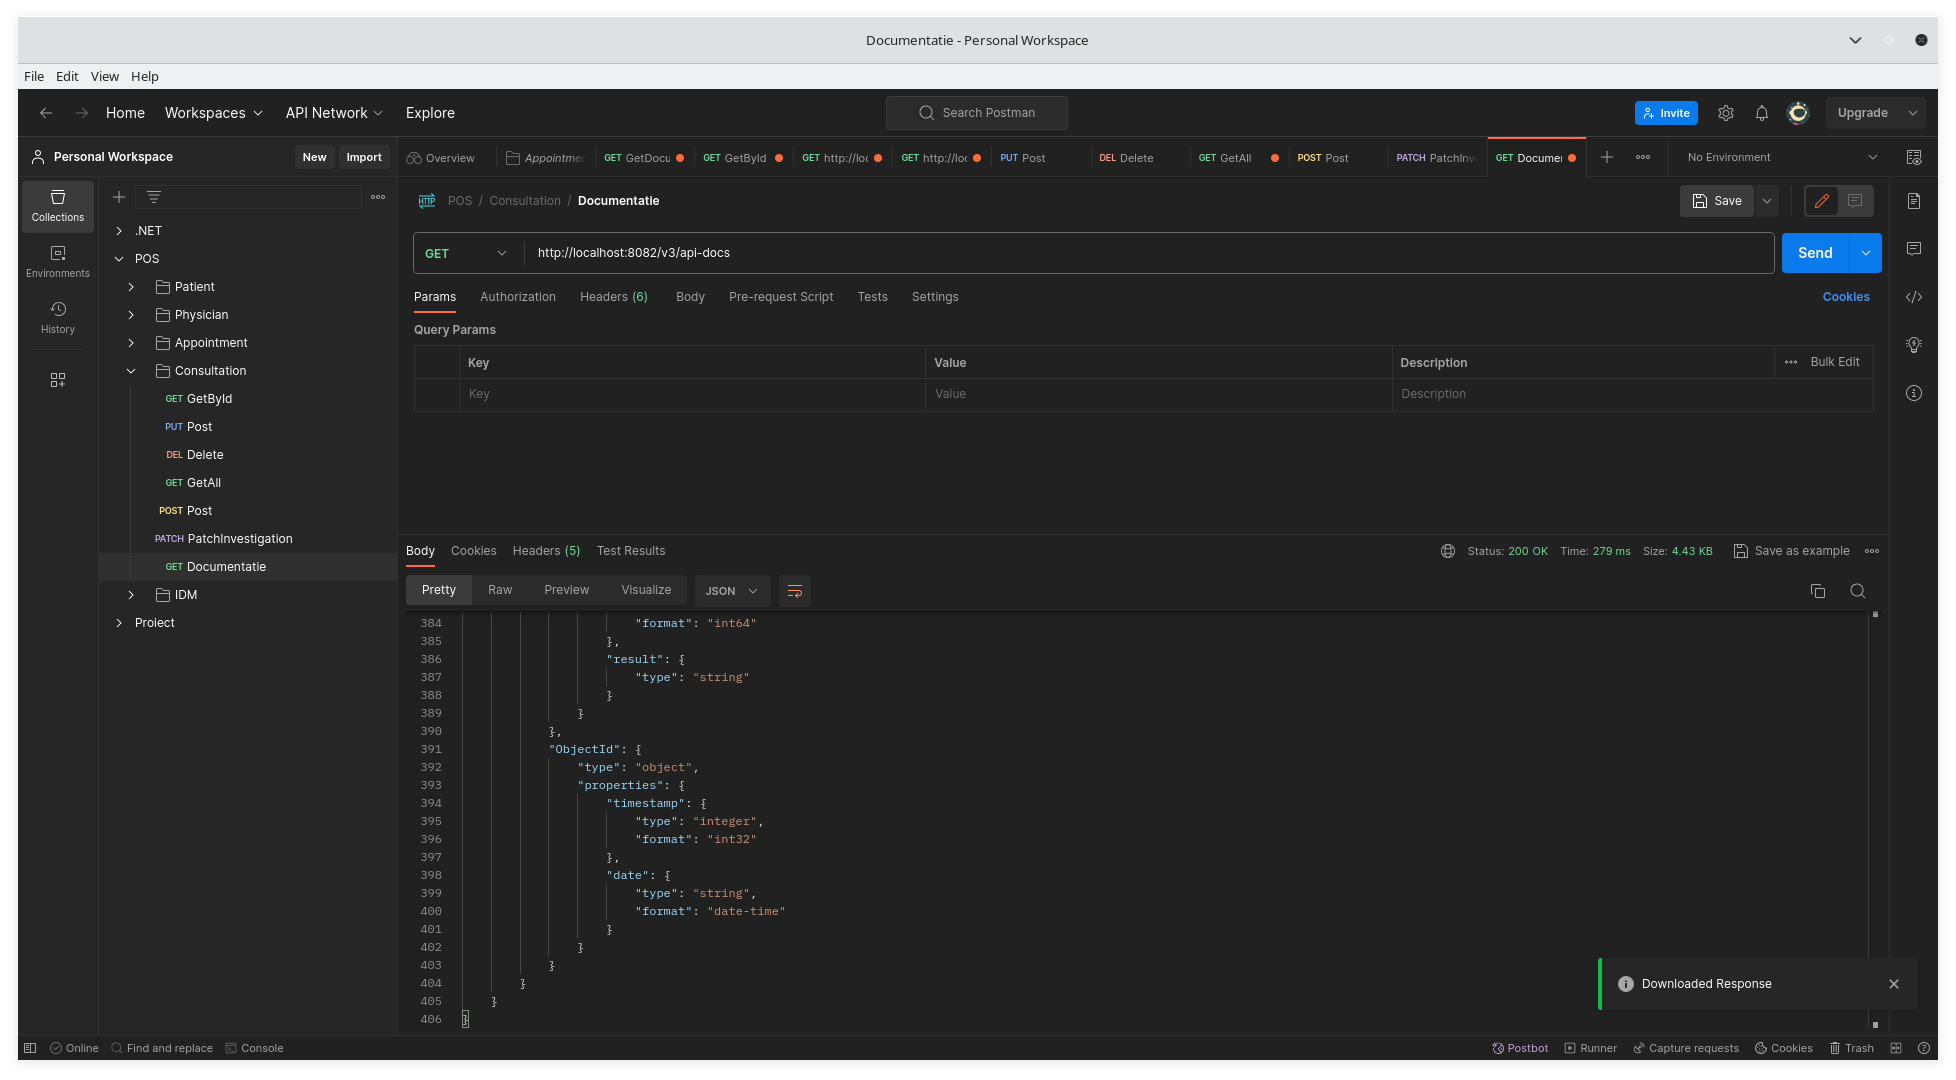 Documentatie - Personal Workspace
File Edit View Help
Home Workspaces API Network Explore Search Postman Invite Upgrade
Personal Workspace New Import
Overview Appointme GET GetDocu GET GetById GET http://loc GET http://loc PUT Post DEL Delete GET GetAll POST Post PATCH PatchInv GET Documen No Environment
Collections
Environments
History
.NET
POS
Patient
Physician
Appointment
Consultation
GET GetById
PUT Post
DEL Delete
GET GetAll
POST Post
PATCH PatchInvestigation
GET Documentatie
IDM
Proiect
HTTP POS / Consultation / Documentatie Save
GET http://localhost:8082/v3/api-docs Send
Params Authorization Headers (6) Body Pre-request Script Tests Settings Cookies
Query Params
Key Value Description Bulk Edit
Key Value Description
Body Cookies Headers (5) Test Results Status: 200 OK Time: 279 ms Size: 4.43 KB Save as example
Pretty Raw Preview Visualize JSON
384 "format": "int64"
385 },
386 "result": {
387 "type": "string"
388 }
389 }
390 },
391 "ObjectId": {
392 "type": "object",
393 "properties": {
394 "timestamp": {
395 "type": "integer",
396 "format": "int32"
397 },
398 "date": {
399 "type": "string",
400 "format": "date-time"
401 }
402 }
403 }
404 }
405 }
406 }
Downloaded Response
Online Find and replace Console Postbot Runner Capture requests Cookies Trash